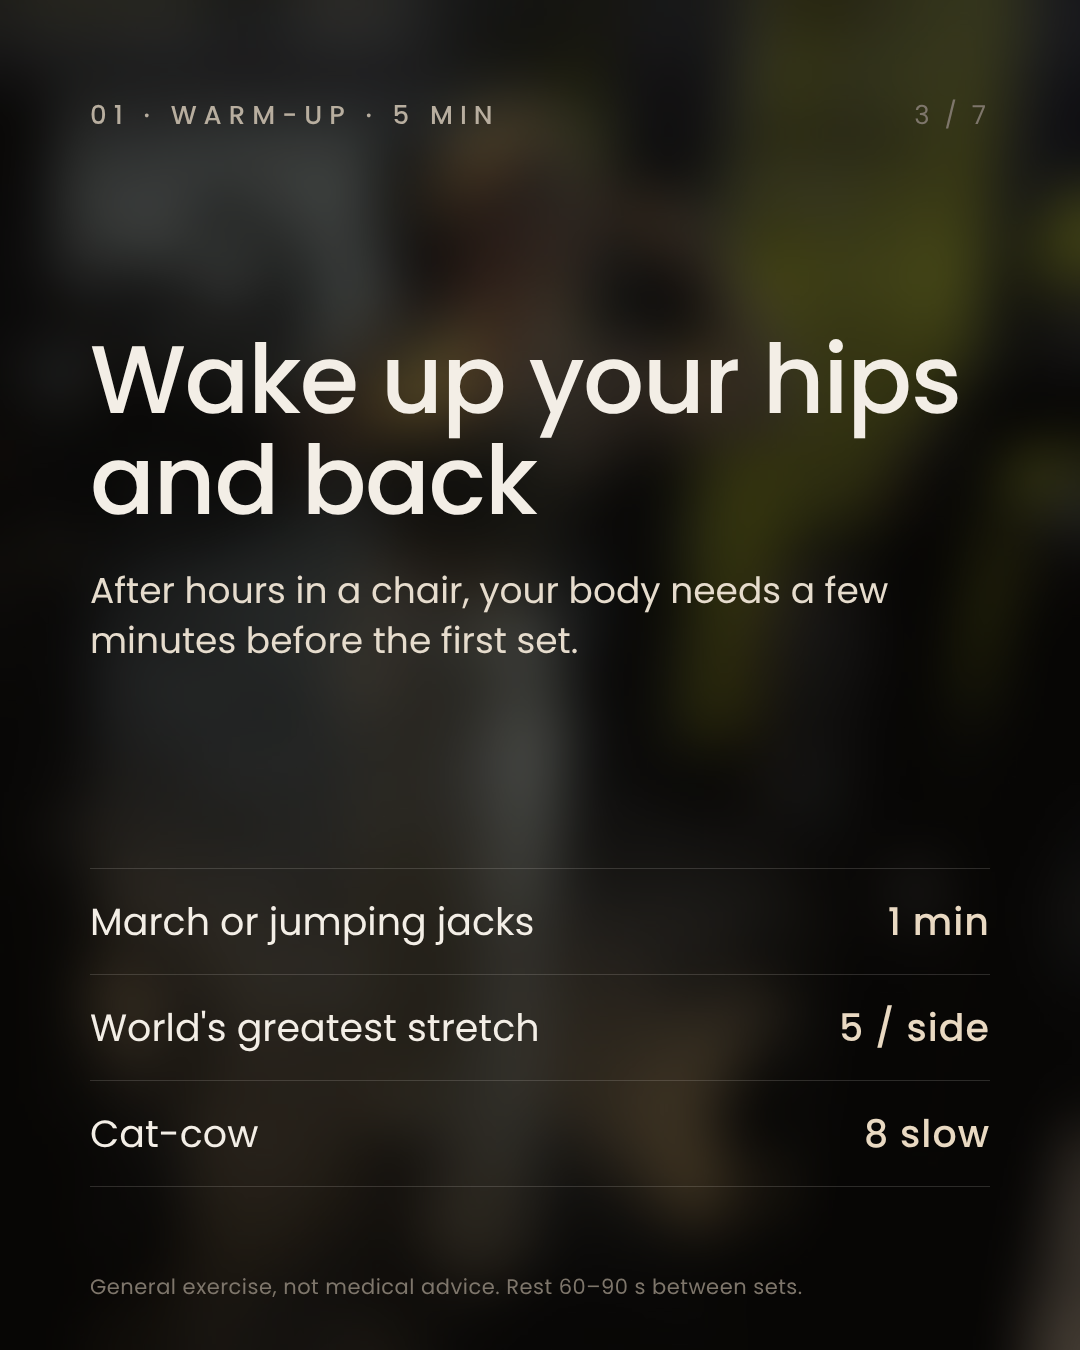 01 · WARM-UP · 5 MIN
3 / 7
Wake up your hips
and back
After hours in a chair, your body needs a few
minutes before the first set.
March or jumping jacks
1 min
World's greatest stretch
5 / side
Cat-cow
8 slow
General exercise, not medical advice. Rest 60–90 s between sets.